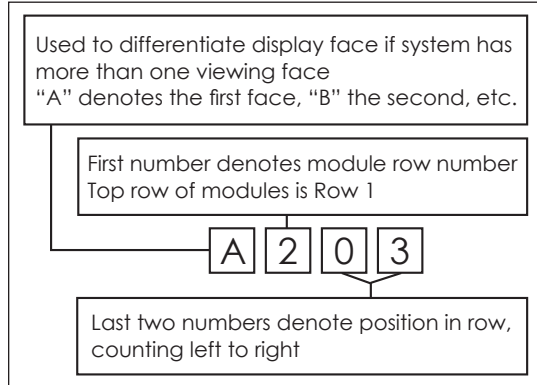 Used to differentiate display face if system has
more than one viewing face
“A” denotes the first face, “B” the second, etc.
First number denotes module row number
Top row of modules is Row 1
A 2 0 3
Last two numbers denote position in row,
counting left to right